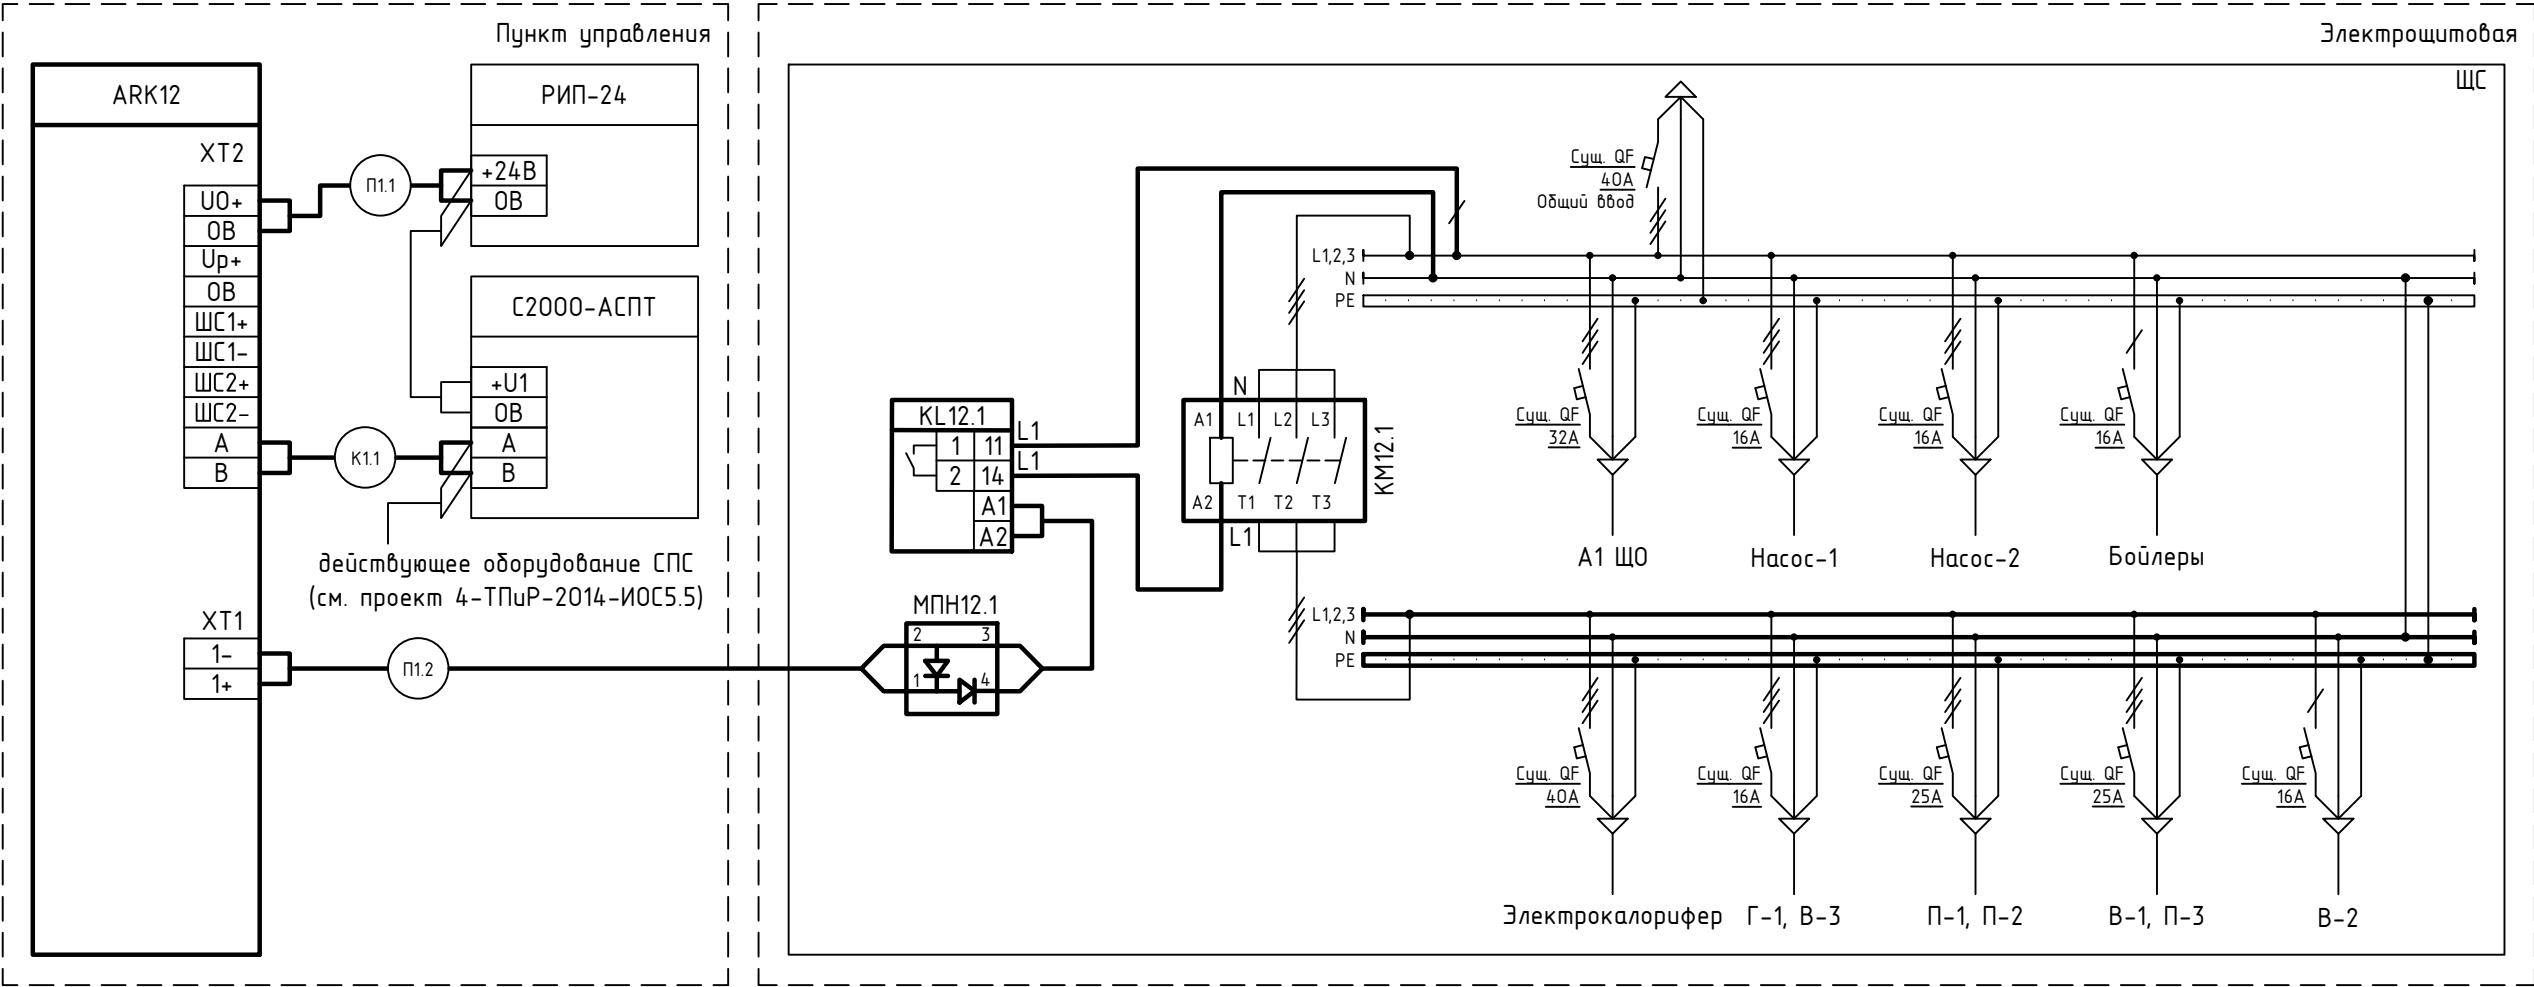 Пункт управления
ARK12
XT2
U0+
0В
Uр+
0В
ШС1+
ШС1-
ШС2+
ШС2-
A
B
XT1
1-
1+
П1.1
К1.1
П1.2
РИП-24
+24В
0В
С2000-АСПТ
+U1
0В
A
B
действующее оборудование СПС
(см. проект 4-ТПиР-2014-ИОС5.5)
Электрощитовая
ЩС
KL12.1
1 11
2 14
A1
A2
L1
L1
МПН12.1
2 3
1 4
N
A1 L1 L2 L3
A2 T1 T2 T3
L1
KM12.1
Сущ. QF
40А
Общий ввод
L1,2,3
N
PE
Сущ. QF
32А
А1 ЩО
Сущ. QF
16А
Насос-1
Сущ. QF
16А
Насос-2
Сущ. QF
16А
Бойлеры
L1,2,3
N
PE
Сущ. QF
40А
Электрокалорифер
Сущ. QF
16А
Г-1, В-3
Сущ. QF
25А
П-1, П-2
Сущ. QF
25А
В-1, П-3
Сущ. QF
16А
В-2